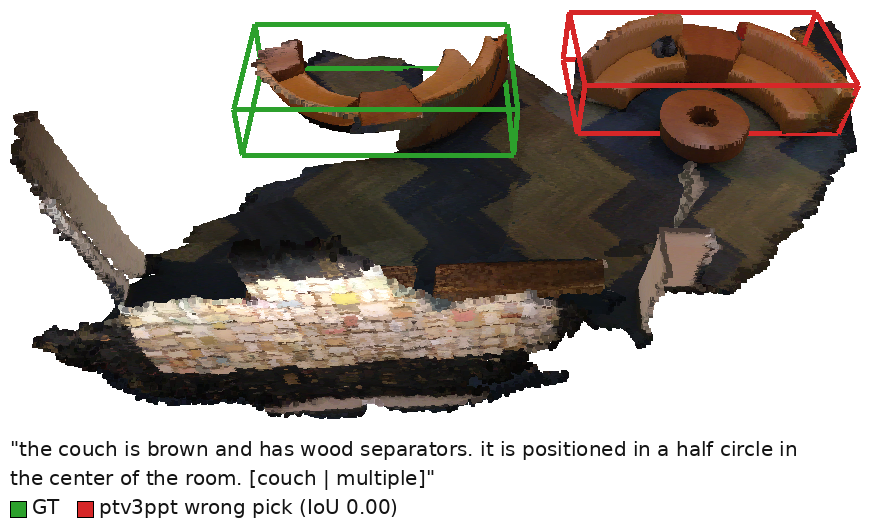 "the couch is brown and has wood separators. it is positioned in a half circle in
the center of the room. [couch | multiple]"
GT ptv3ppt wrong pick (IoU 0.00)